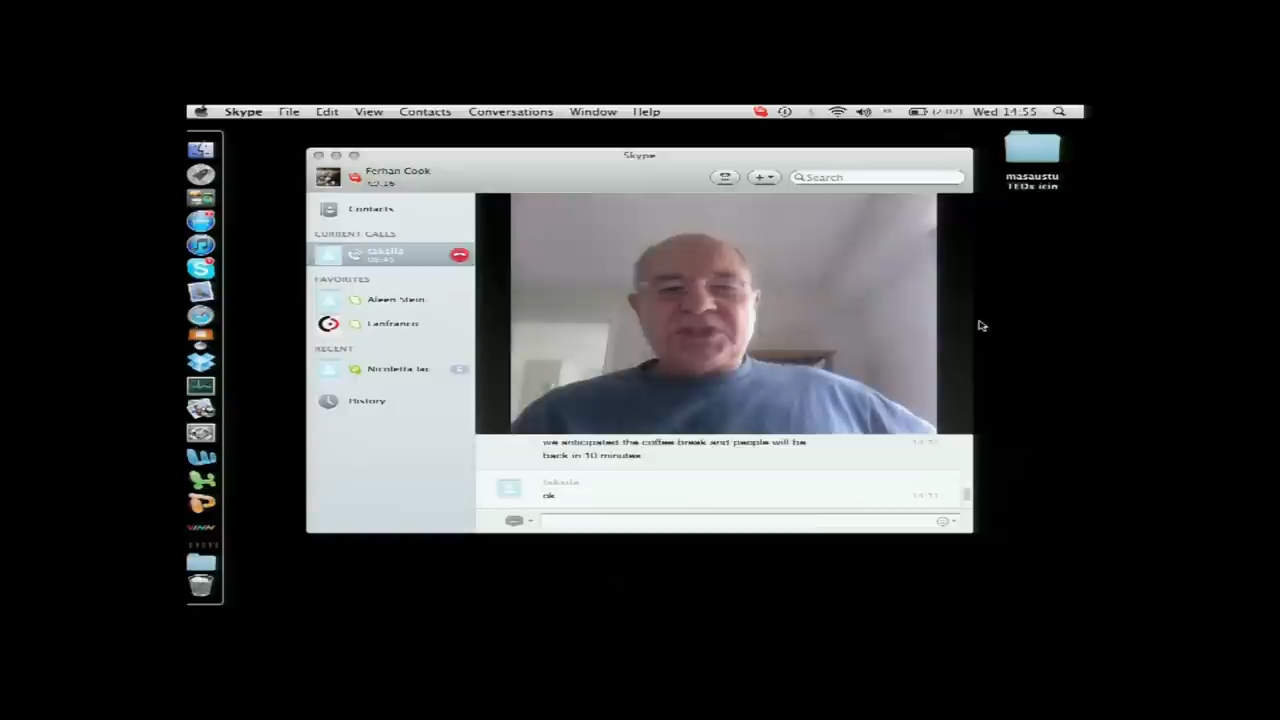 Skype File Edit View Contacts Conversations Window Help Wed 14:55
Skype
Ferhan Cook
Search
Contacts
CURRENT CALLS
FAVORITES
Aleen Stein
Lanfranco
RECENT
Nicoletta Iac
History
we anticipated the coffee break and people will be
back in 10 minutes
ok
masaustu
TEDx icin